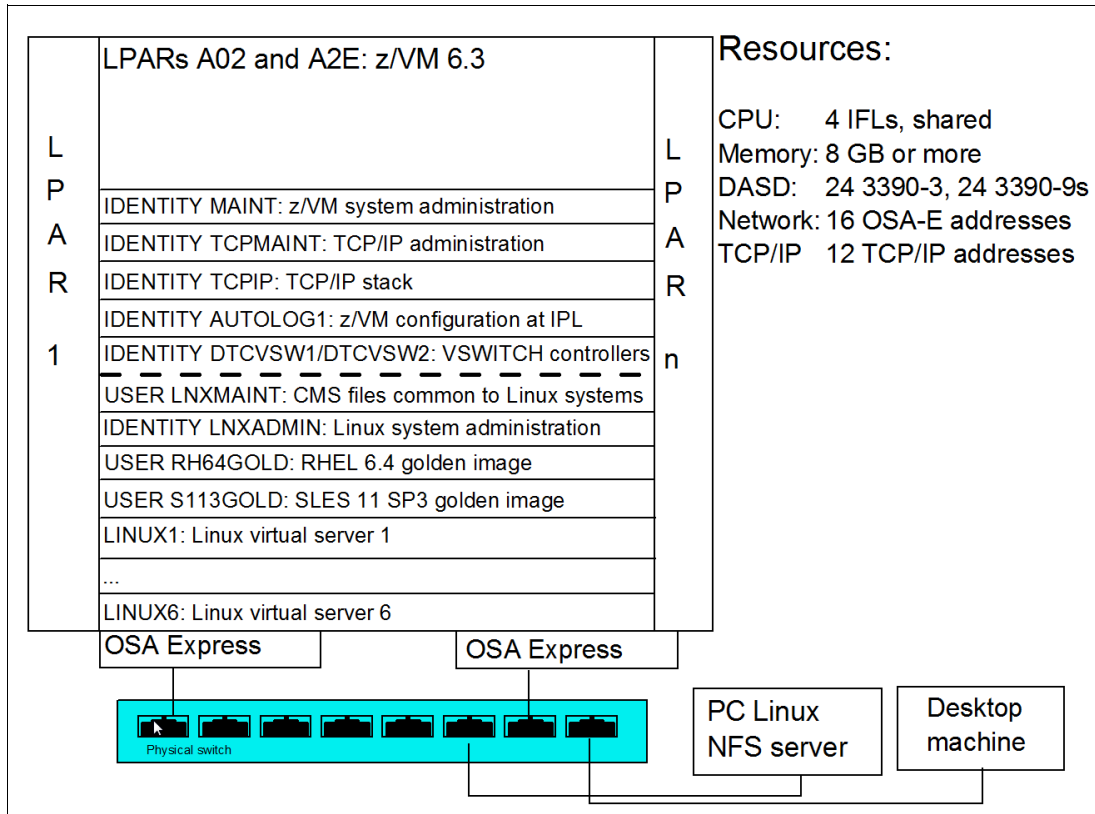 LPARs A02 and A2E: z/VM 6.3
L
P
A
R
1
IDENTITY MAINT: z/VM system administration
IDENTITY TCPMAINT: TCP/IP administration
IDENTITY TCPIP: TCP/IP stack
IDENTITY AUTOLOG1: z/VM configuration at IPL
IDENTITY DTCVSW1/DTCVSW2: VSWITCH controllers
USER LNXMAINT: CMS files common to Linux systems
IDENTITY LNXADMIN: Linux system administration
USER RH64GOLD: RHEL 6.4 golden image
USER S113GOLD: SLES 11 SP3 golden image
LINUX1: Linux virtual server 1
...
LINUX6: Linux virtual server 6
L
P
A
R
n
Resources:
CPU: 4 IFLs, shared
Memory: 8 GB or more
DASD: 24 3390-3, 24 3390-9s
Network: 16 OSA-E addresses
TCP/IP 12 TCP/IP addresses
OSA Express
OSA Express
Physical switch
PC Linux
NFS server
Desktop
machine